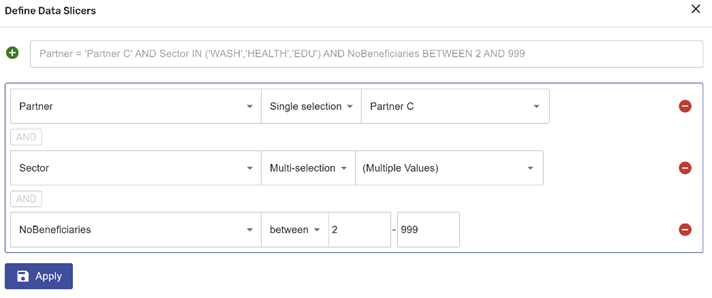 Define Data Slicers
Partner = 'Partner C' AND Sector IN ('WASH','HEALTH','EDU') AND NoBeneficiaries BETWEEN 2 AND 999
Partner Single selection Partner C
AND
Sector Multi-selection (Multiple Values)
AND
NoBeneficiaries between 2 - 999
Apply